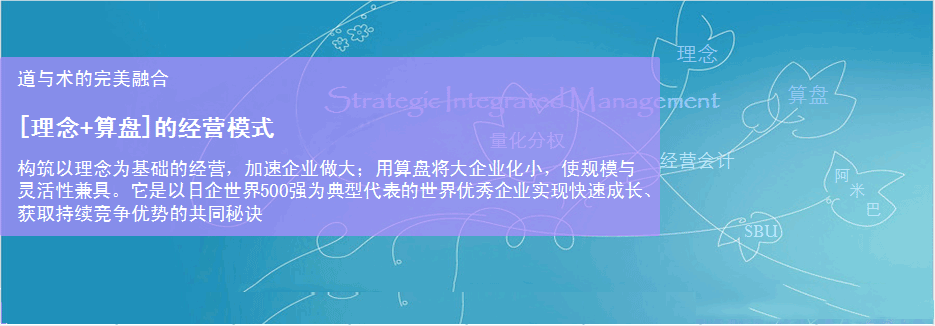 道与术的完美融合
[理念+算盘]的经营模式
构筑以理念为基础的经营，加速企业做大；用算盘将大企业化小，使规模与
灵活性兼具。它是以日企世界500强为典型代表的世界优秀企业实现快速成长、
获取持续竞争优势的共同秘诀
Strategic Integrated Management
理念
算盘
量化分权
经营会计
阿
米
巴
SBU